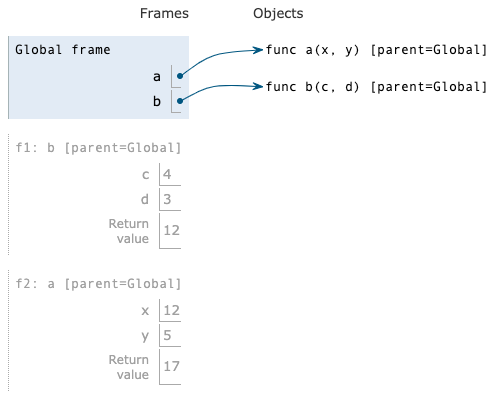 Frames Objects
Global frame
func a(x, y) [parent=Global]
a
func b(c, d) [parent=Global]
b
f1: b [parent=Global]
c 4
d 3
Return
value 12
f2: a [parent=Global]
x 12
y 5
Return
value 17